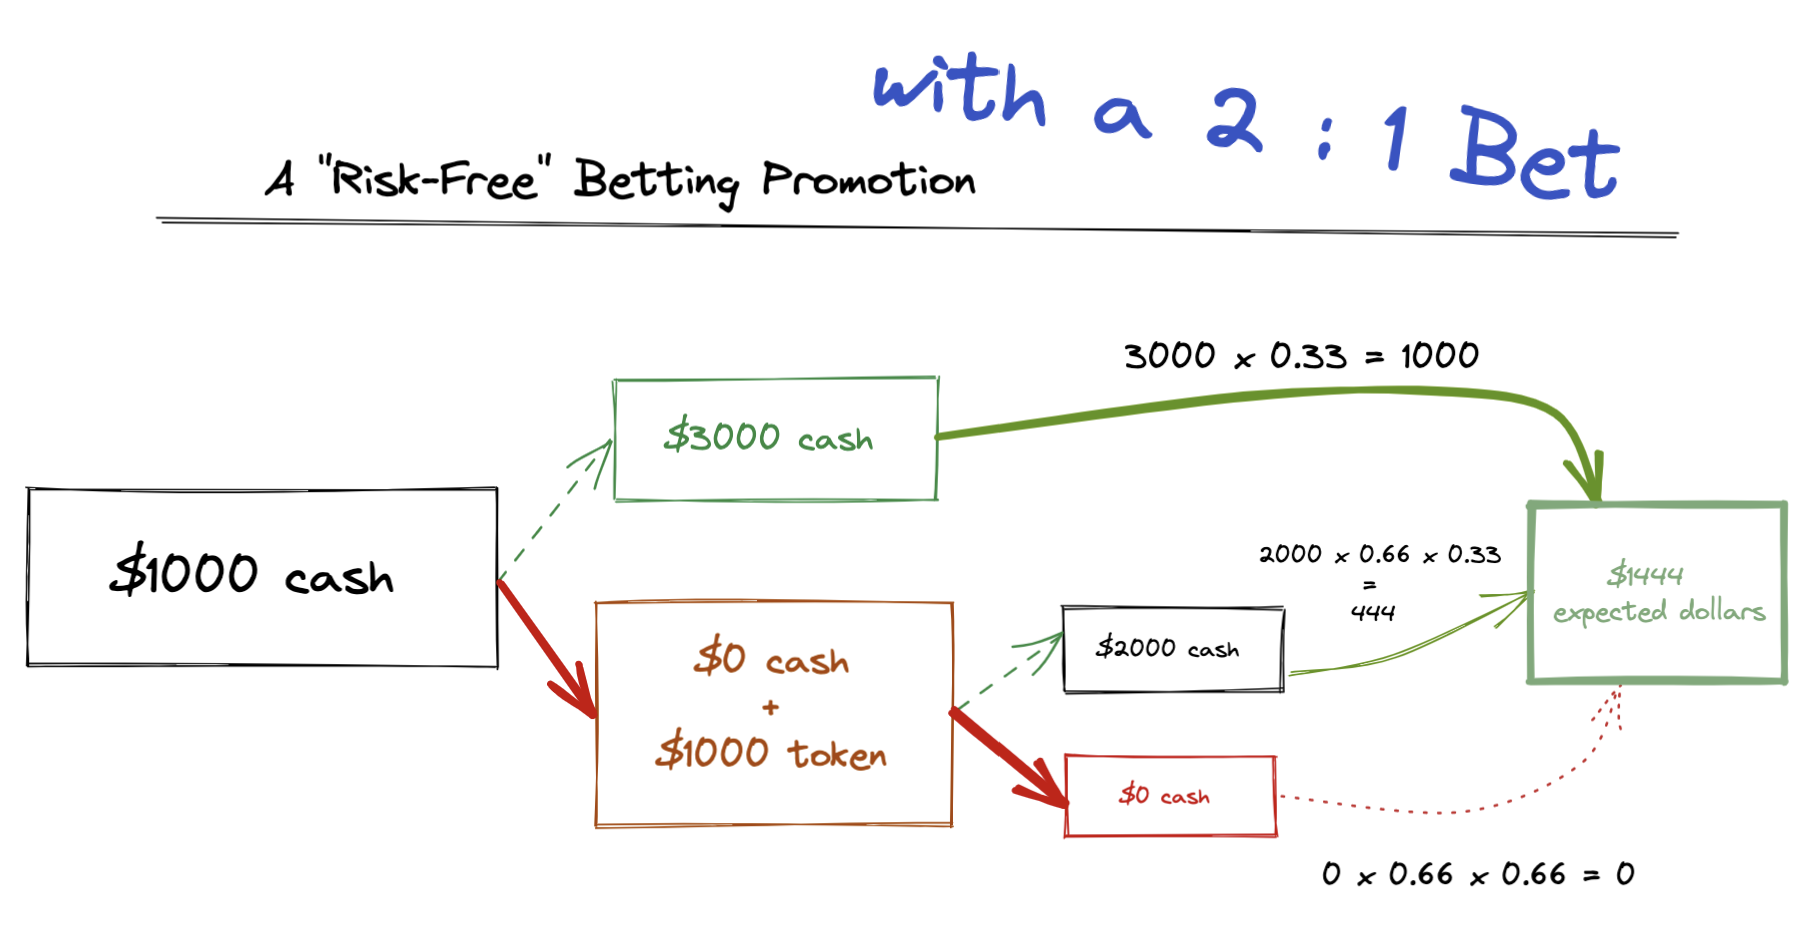 with a 2 : 1 Bet
A "Risk-Free" Betting Promotion
3000 x 0.33 = 1000
$3000 cash
$1000 cash
2000 x 0.66 x 0.33
=
444
$1444
expected dollars
$0 cash
+
$1000 token
$2000 cash
$0 cash
0 x 0.66 x 0.66 = 0